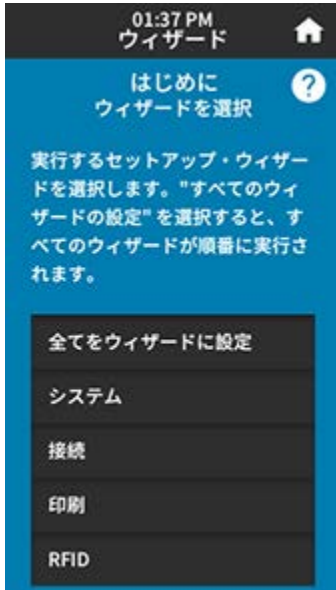 01:37 PM
ウィザード
はじめに
ウィザードを選択
?
実行するセットアップ・ウィザー
ドを選択します。"すべてのウィ
ザードの設定" を選択すると、す
べてのウィザードが順番に実行さ
れます。
全てをウィザードに設定
システム
接続
印刷
RFID